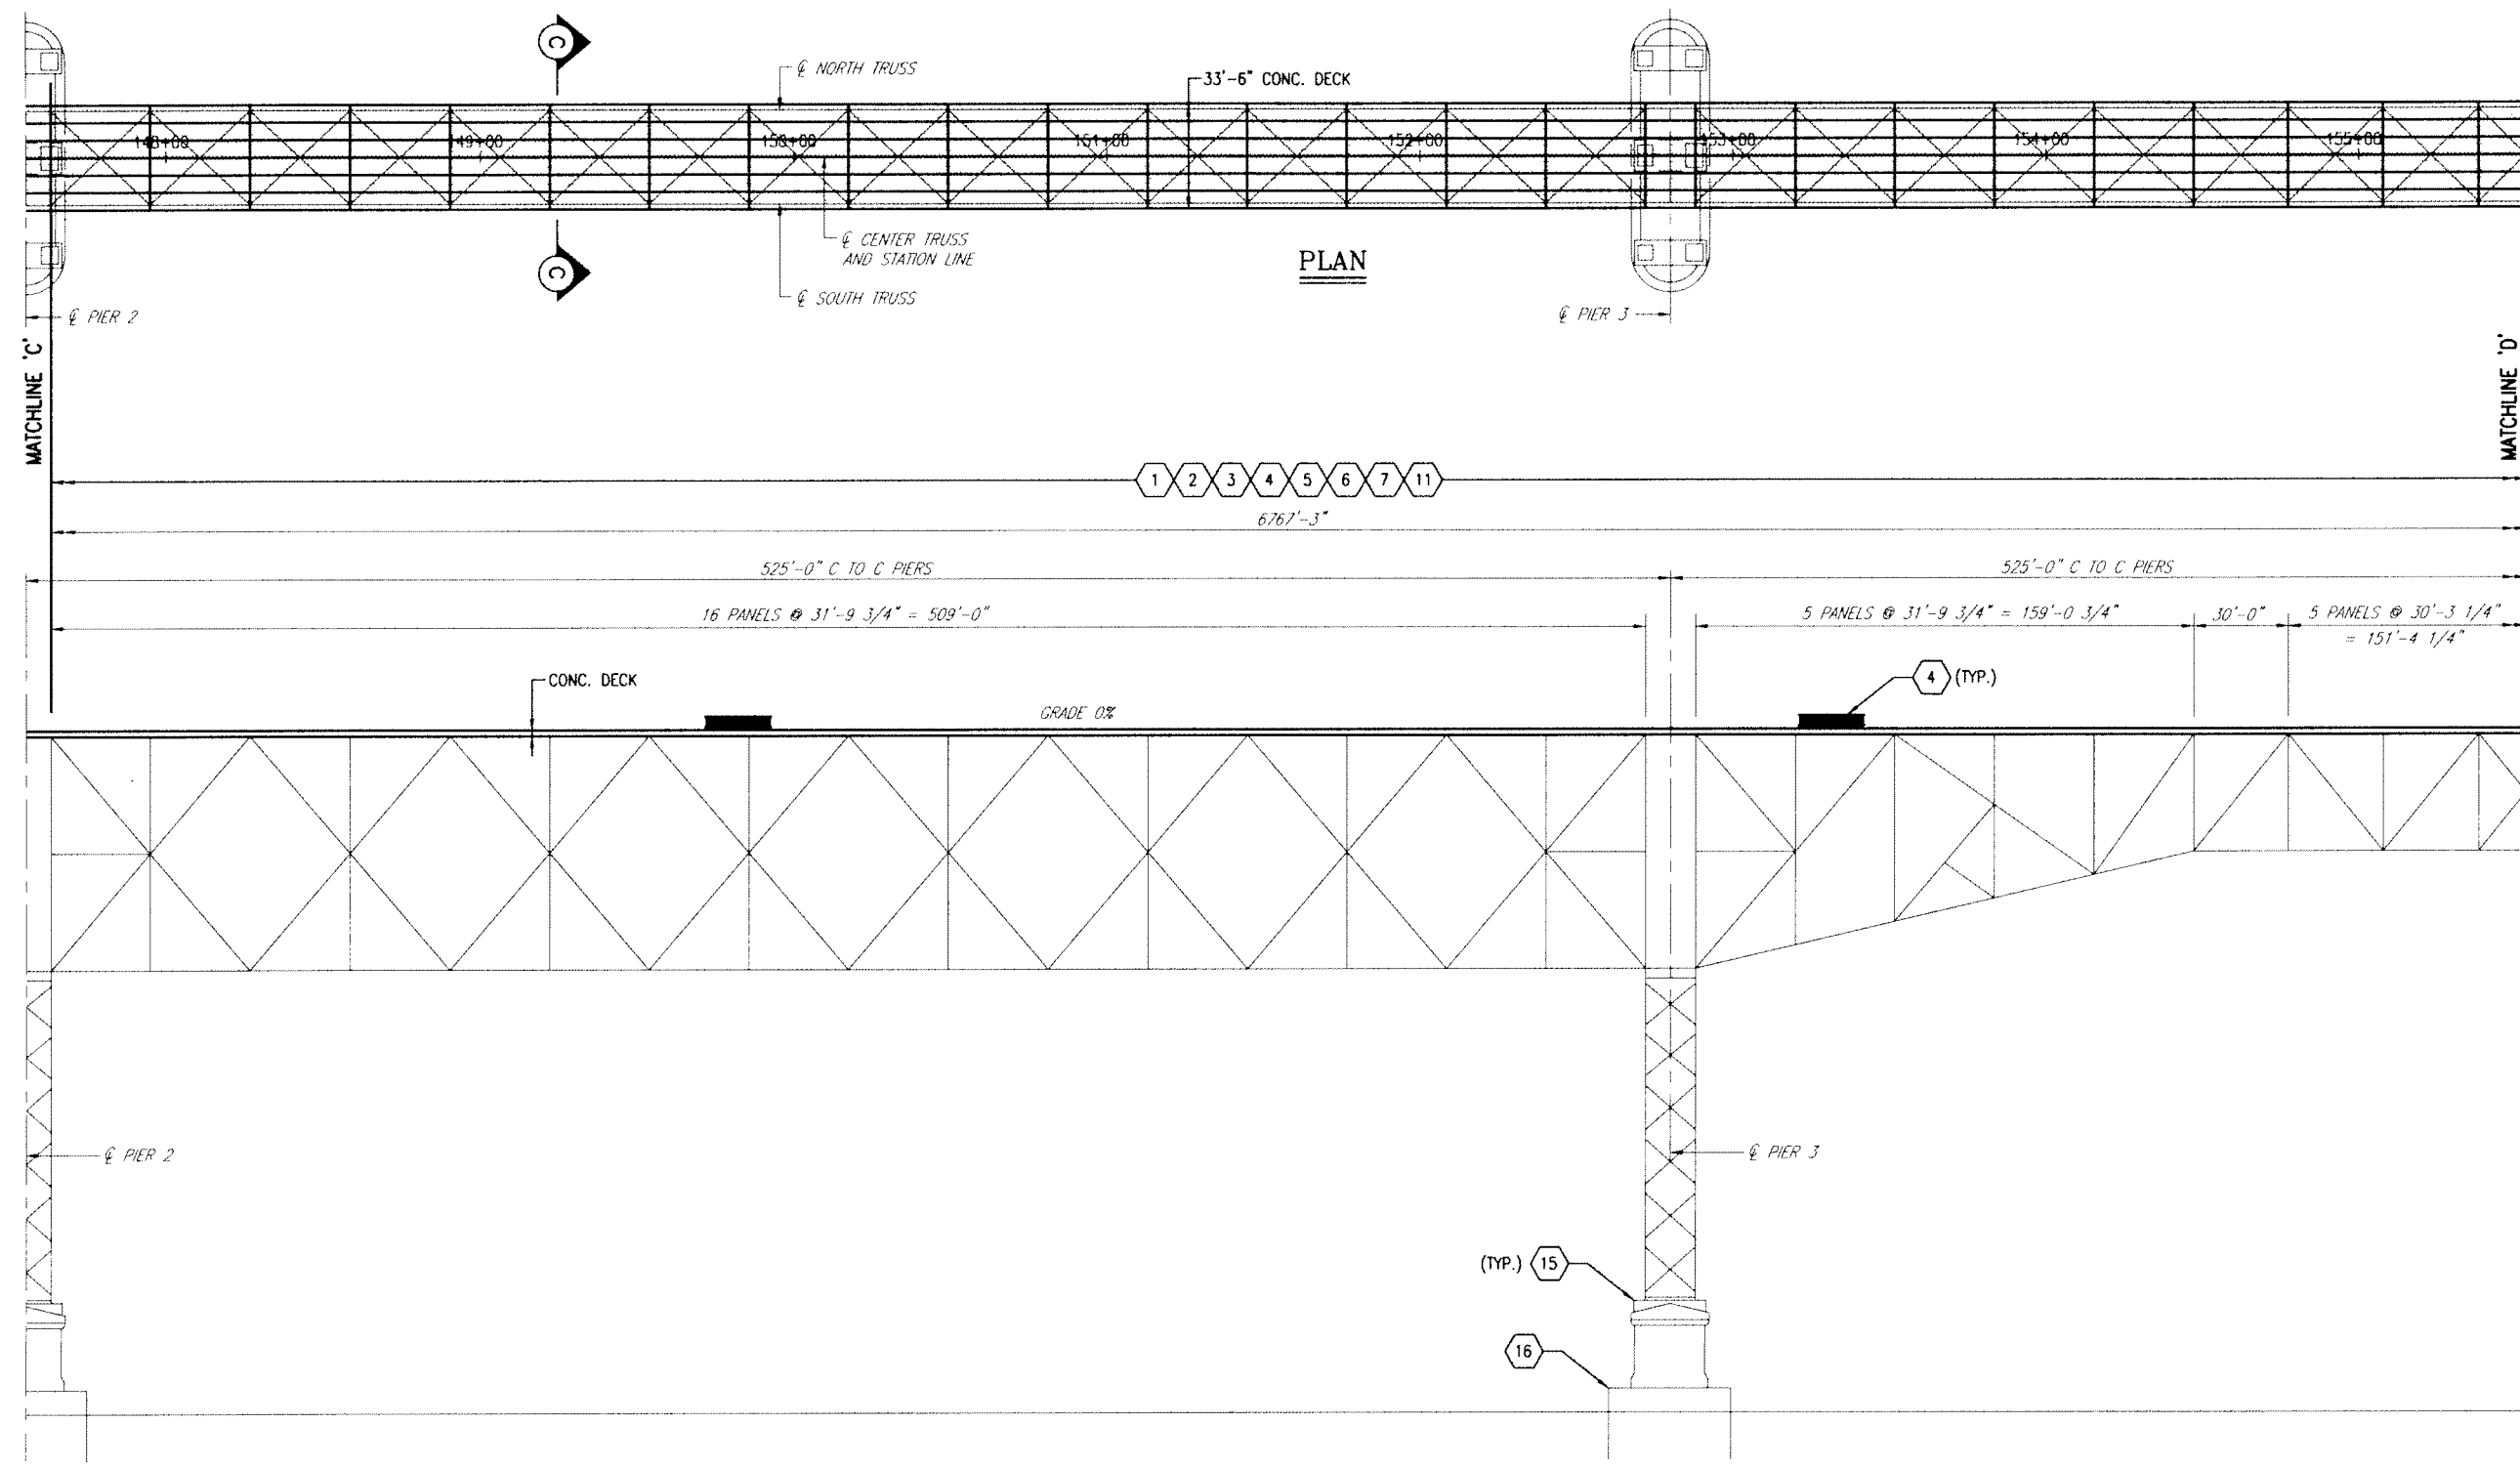 C
℄ NORTH TRUSS
33'-6" CONC. DECK
148+00
149+00
150+00
151+00
152+00
153+00
154+00
155+00
℄ CENTER TRUSS
AND STATION LINE
C
℄ SOUTH TRUSS
PLAN
℄ PIER 2
℄ PIER 3
MATCHLINE 'C'
MATCHLINE 'D'
1 2 3 4 5 6 7 11
6767'-3"
525'-0" C TO C PIERS
525'-0" C TO C PIERS
16 PANELS @ 31'-9 3/4" = 509'-0"
5 PANELS @ 31'-9 3/4" = 159'-0 3/4"
30'-0"
5 PANELS @ 30'-3 1/4"
= 151'-4 1/4"
CONC. DECK
4 (TYP.)
GRADE 0%
℄ PIER 2
℄ PIER 3
(TYP.) 15
16